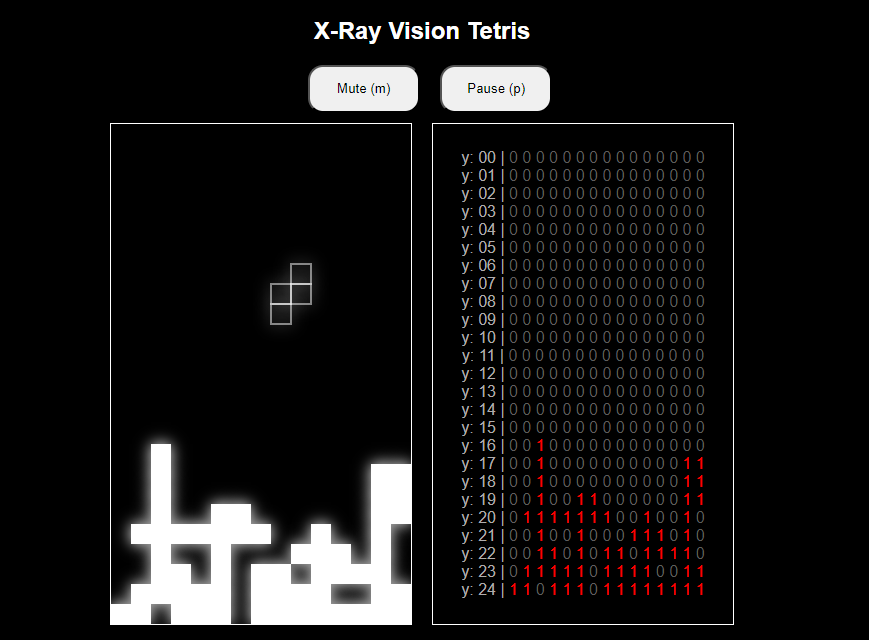 X-Ray Vision Tetris
Mute (m)
Pause (p)
y: 00 | 0 0 0 0 0 0 0 0 0 0 0 0 0 0 0
y: 01 | 0 0 0 0 0 0 0 0 0 0 0 0 0 0 0
y: 02 | 0 0 0 0 0 0 0 0 0 0 0 0 0 0 0
y: 03 | 0 0 0 0 0 0 0 0 0 0 0 0 0 0 0
y: 04 | 0 0 0 0 0 0 0 0 0 0 0 0 0 0 0
y: 05 | 0 0 0 0 0 0 0 0 0 0 0 0 0 0 0
y: 06 | 0 0 0 0 0 0 0 0 0 0 0 0 0 0 0
y: 07 | 0 0 0 0 0 0 0 0 0 0 0 0 0 0 0
y: 08 | 0 0 0 0 0 0 0 0 0 0 0 0 0 0 0
y: 09 | 0 0 0 0 0 0 0 0 0 0 0 0 0 0 0
y: 10 | 0 0 0 0 0 0 0 0 0 0 0 0 0 0 0
y: 11 | 0 0 0 0 0 0 0 0 0 0 0 0 0 0 0
y: 12 | 0 0 0 0 0 0 0 0 0 0 0 0 0 0 0
y: 13 | 0 0 0 0 0 0 0 0 0 0 0 0 0 0 0
y: 14 | 0 0 0 0 0 0 0 0 0 0 0 0 0 0 0
y: 15 | 0 0 0 0 0 0 0 0 0 0 0 0 0 0 0
y: 16 | 0 0 1 0 0 0 0 0 0 0 0 0 0 0 0
y: 17 | 0 0 1 0 0 0 0 0 0 0 0 0 0 1 1
y: 18 | 0 0 1 0 0 0 0 0 0 0 0 0 0 1 1
y: 19 | 0 0 1 0 0 1 1 0 0 0 0 0 0 1 1
y: 20 | 0 1 1 1 1 1 1 1 0 0 1 0 0 1 0
y: 21 | 0 0 1 0 0 1 0 0 0 1 1 1 0 1 0
y: 22 | 0 0 1 1 0 1 0 1 1 0 1 1 1 1 0
y: 23 | 0 1 1 1 1 1 0 1 1 1 1 0 0 1 1
y: 24 | 1 1 0 1 1 1 0 1 1 1 1 1 1 1 1